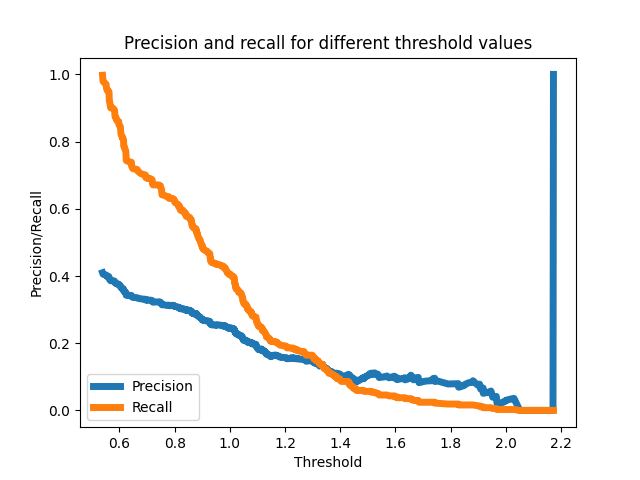 Precision and recall for different threshold values
1.0
0.8
0.6
0.4
0.2
0.0
Precision/Recall
Precision
Recall
0.6 0.8 1.0 1.2 1.4 1.6 1.8 2.0 2.2
Threshold